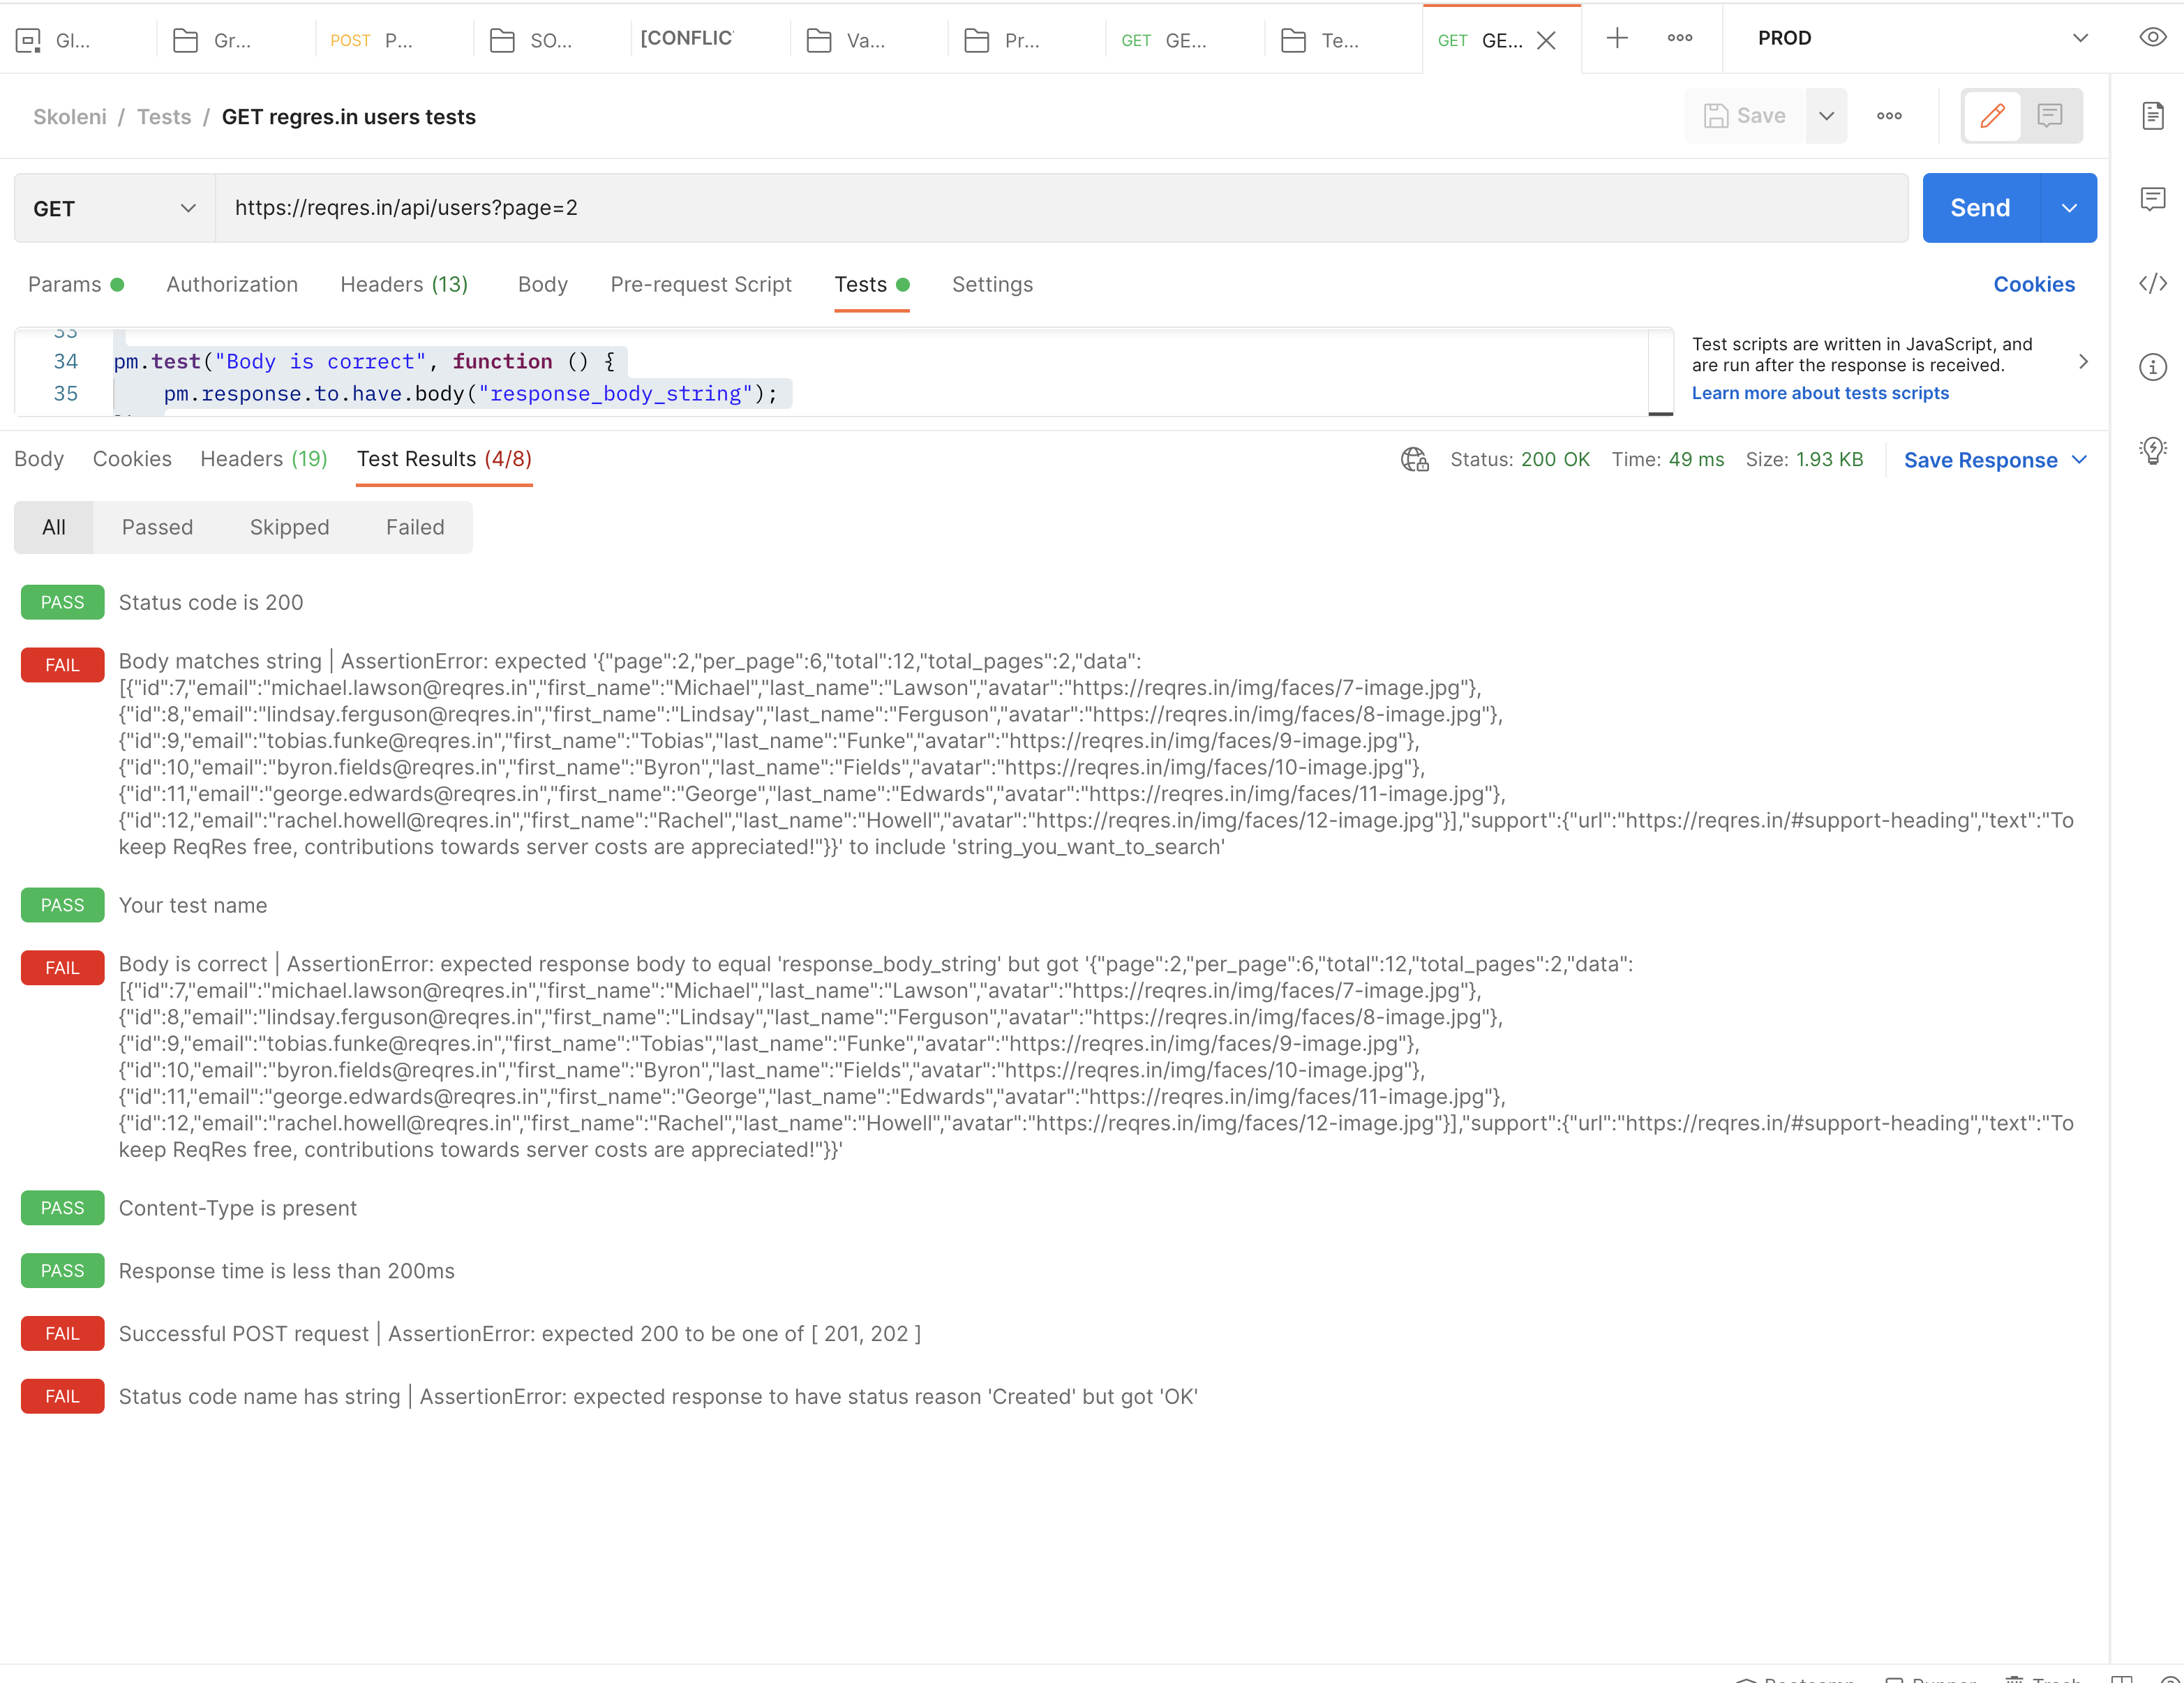 GI... Gr... POST P... SO... [CONFLIC Va... Pr... GET GE... Te... GET GE... PROD
Skoleni / Tests / GET regres.in users tests Save
GET https://reqres.in/api/users?page=2 Send
Params Authorization Headers (13) Body Pre-request Script Tests Settings Cookies
33
34 pm.test("Body is correct", function () {
35 pm.response.to.have.body("response_body_string");
Test scripts are written in JavaScript, and
are run after the response is received.
Learn more about tests scripts
Body Cookies Headers (19) Test Results (4/8) Status: 200 OK Time: 49 ms Size: 1.93 KB Save Response
All Passed Skipped Failed
PASS Status code is 200
FAIL Body matches string | AssertionError: expected '{"page":2,"per_page":6,"total":12,"total_pages":2,"data":
[{"id":7,"email":"michael.lawson@reqres.in","first_name":"Michael","last_name":"Lawson","avatar":"https://reqres.in/img/faces/7-image.jpg"},
{"id":8,"email":"lindsay.ferguson@reqres.in","first_name":"Lindsay","last_name":"Ferguson","avatar":"https://reqres.in/img/faces/8-image.jpg"},
{"id":9,"email":"tobias.funke@reqres.in","first_name":"Tobias","last_name":"Funke","avatar":"https://reqres.in/img/faces/9-image.jpg"},
{"id":10,"email":"byron.fields@reqres.in","first_name":"Byron","last_name":"Fields","avatar":"https://reqres.in/img/faces/10-image.jpg"},
{"id":11,"email":"george.edwards@reqres.in","first_name":"George","last_name":"Edwards","avatar":"https://reqres.in/img/faces/11-image.jpg"},
{"id":12,"email":"rachel.howell@reqres.in","first_name":"Rachel","last_name":"Howell","avatar":"https://reqres.in/img/faces/12-image.jpg"}],"support":{"url":"https://reqres.in/#support-heading","text":"To
keep ReqRes free, contributions towards server costs are appreciated!"}}' to include 'string_you_want_to_search'
PASS Your test name
FAIL Body is correct | AssertionError: expected response body to equal 'response_body_string' but got '{"page":2,"per_page":6,"total":12,"total_pages":2,"data":
[{"id":7,"email":"michael.lawson@reqres.in","first_name":"Michael","last_name":"Lawson","avatar":"https://reqres.in/img/faces/7-image.jpg"},
{"id":8,"email":"lindsay.ferguson@reqres.in","first_name":"Lindsay","last_name":"Ferguson","avatar":"https://reqres.in/img/faces/8-image.jpg"},
{"id":9,"email":"tobias.funke@reqres.in","first_name":"Tobias","last_name":"Funke","avatar":"https://reqres.in/img/faces/9-image.jpg"},
{"id":10,"email":"byron.fields@reqres.in","first_name":"Byron","last_name":"Fields","avatar":"https://reqres.in/img/faces/10-image.jpg"},
{"id":11,"email":"george.edwards@reqres.in","first_name":"George","last_name":"Edwards","avatar":"https://reqres.in/img/faces/11-image.jpg"},
{"id":12,"email":"rachel.howell@reqres.in","first_name":"Rachel","last_name":"Howell","avatar":"https://reqres.in/img/faces/12-image.jpg"}],"support":{"url":"https://reqres.in/#support-heading","text":"To
keep ReqRes free, contributions towards server costs are appreciated!"}}'
PASS Content-Type is present
PASS Response time is less than 200ms
FAIL Successful POST request | AssertionError: expected 200 to be one of [ 201, 202 ]
FAIL Status code name has string | AssertionError: expected response to have status reason 'Created' but got 'OK'
Bootcamp Runner Trash